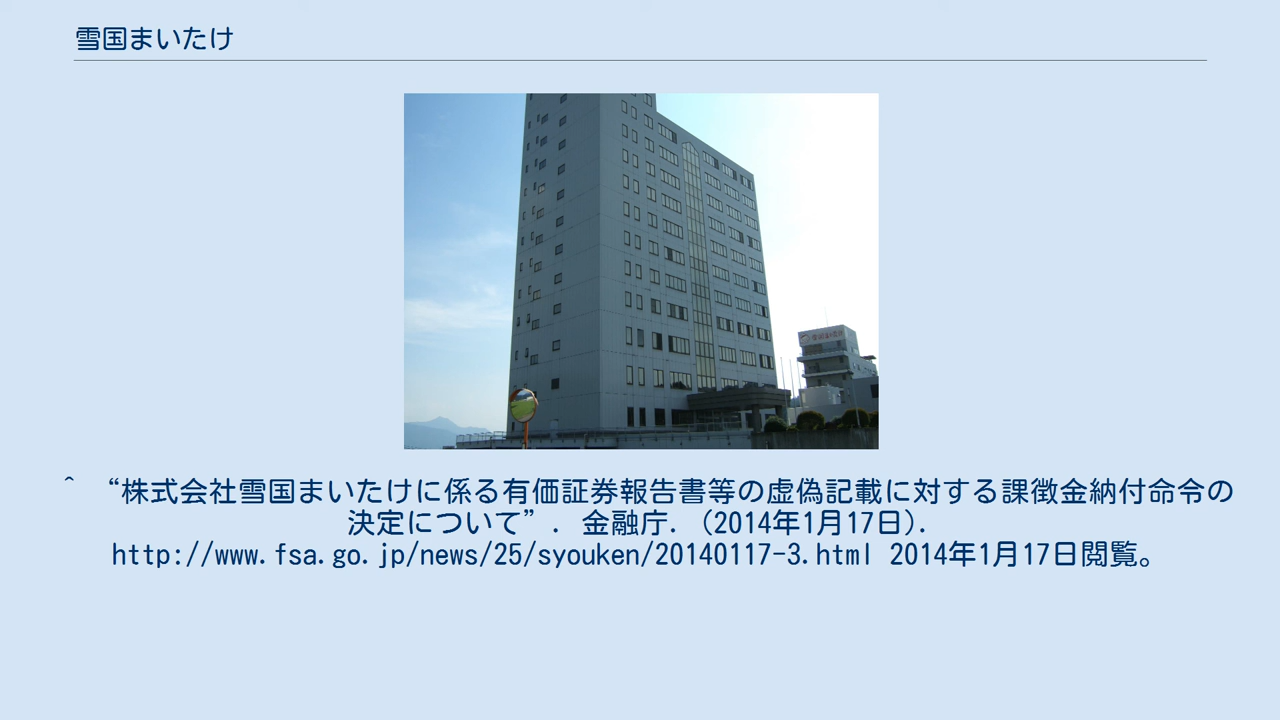 雪国まいたけ
^ “株式会社雪国まいたけに係る有価証券報告書等の虚偽記載に対する課徴金納付命令の
決定について”. 金融庁. (2014年1月17日).
http://www.fsa.go.jp/news/25/syouken/20140117-3.html 2014年1月17日閲覧。